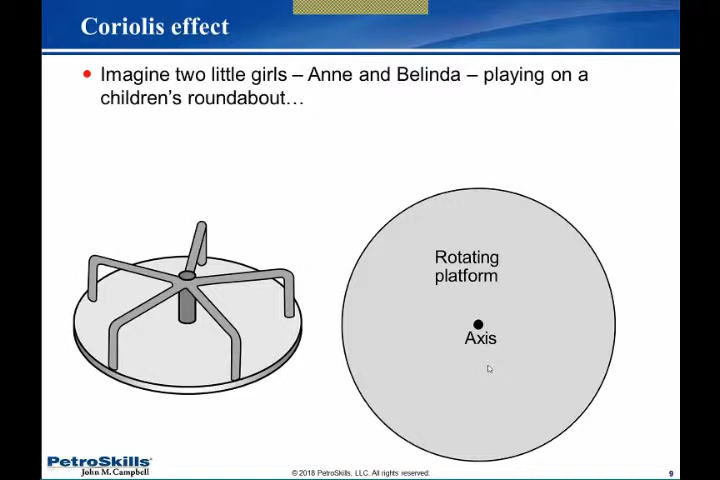 Coriolis effect
Imagine two little girls – Anne and Belinda – playing on a
children's roundabout…
Rotating
platform
Axis
PetroSkills®
John M. Campbell
© 2018 PetroSkills, LLC. All rights reserved.
9